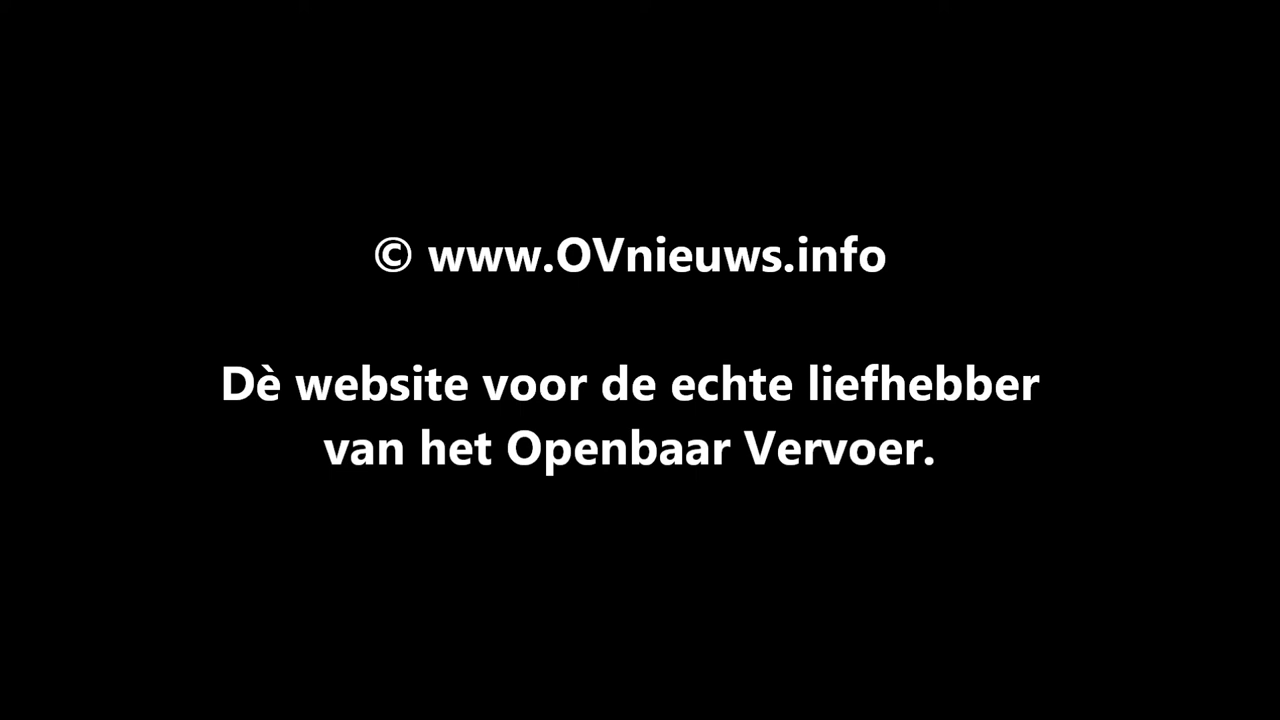 © www.OVnieuws.info
Dè website voor de echte liefhebber
van het Openbaar Vervoer.